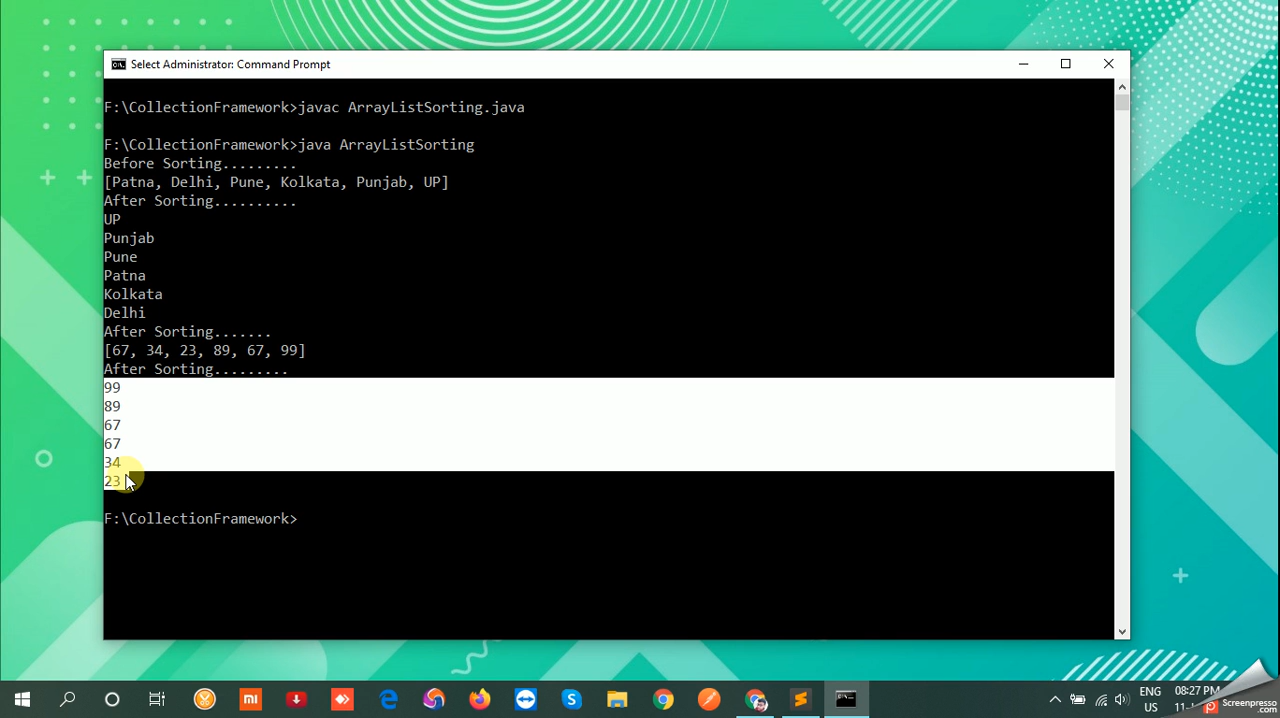 Select Administrator: Command Prompt
F:\CollectionFramework>javac ArrayListSorting.java
F:\CollectionFramework>java ArrayListSorting
Before Sorting.........
[Patna, Delhi, Pune, Kolkata, Punjab, UP]
After Sorting..........
UP
Punjab
Pune
Patna
Kolkata
Delhi
After Sorting.......
[67, 34, 23, 89, 67, 99]
After Sorting.........
99
89
67
67
34
23
F:\CollectionFramework>
ENG
08:27 PM
US
Screenpresso
.com